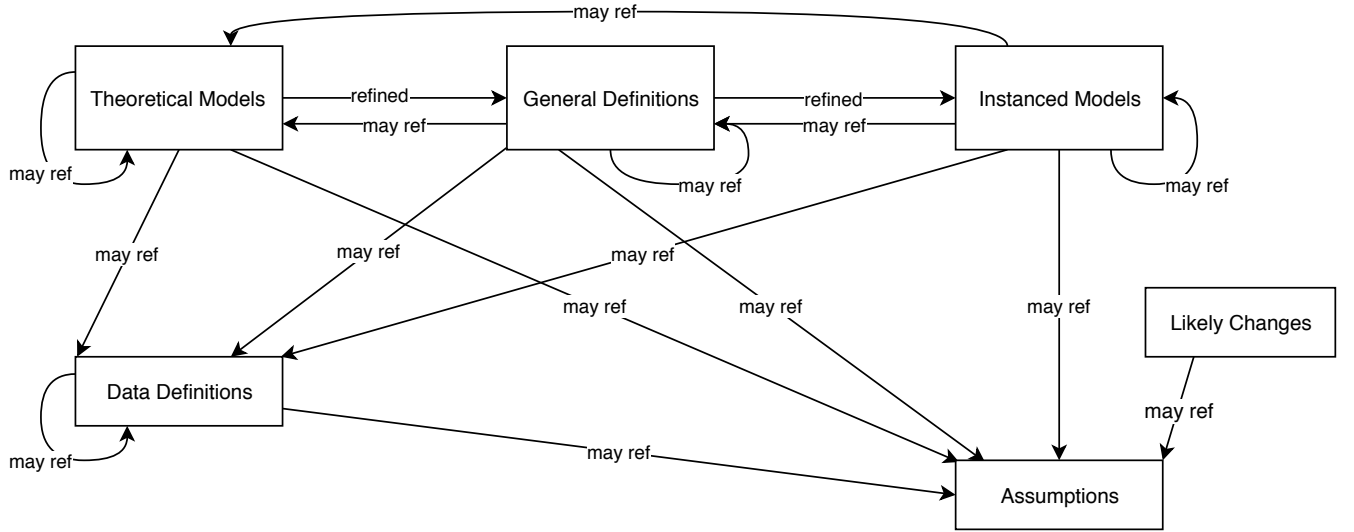 may ref
Theoretical Models
refined
General Definitions
refined
Instanced Models
may ref
may ref
may ref
may ref
may ref
may ref
may ref
may ref
may ref
may ref
may ref
may ref
Likely Changes
Data Definitions
may ref
may ref
may ref
Assumptions